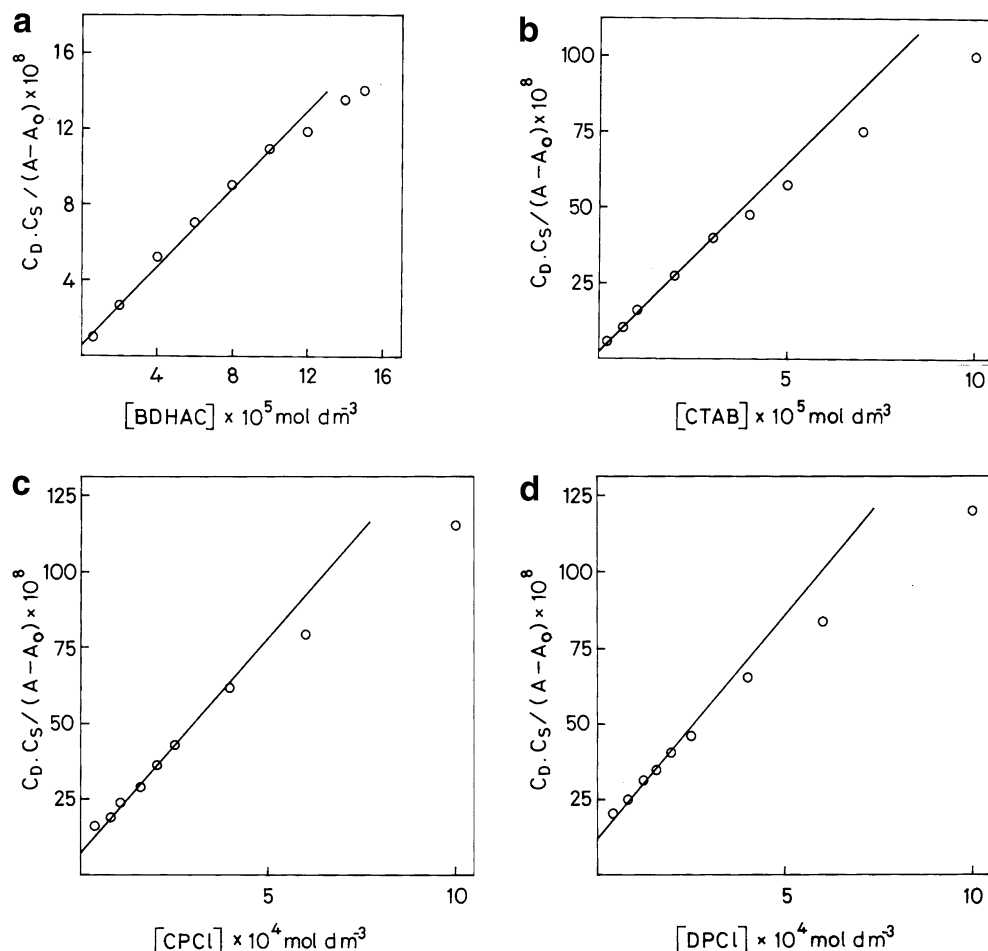 a
C_D.C_S/(A-A_O) × 10^8
16
12
8
4
4
8
12
16
[BDHAC] × 10^5 mol dm^-3
b
C_D.C_S/(A-A_O) × 10^8
100
75
50
25
5
10
[CTAB] × 10^5 mol dm^-3
c
C_D.C_S/(A-A_O) × 10^8
125
100
75
50
25
5
10
[CPCl] × 10^4 mol dm^-3
d
C_D.C_S/(A-A_O) × 10^8
125
100
75
50
25
5
10
[DPCl] × 10^4 mol dm^-3